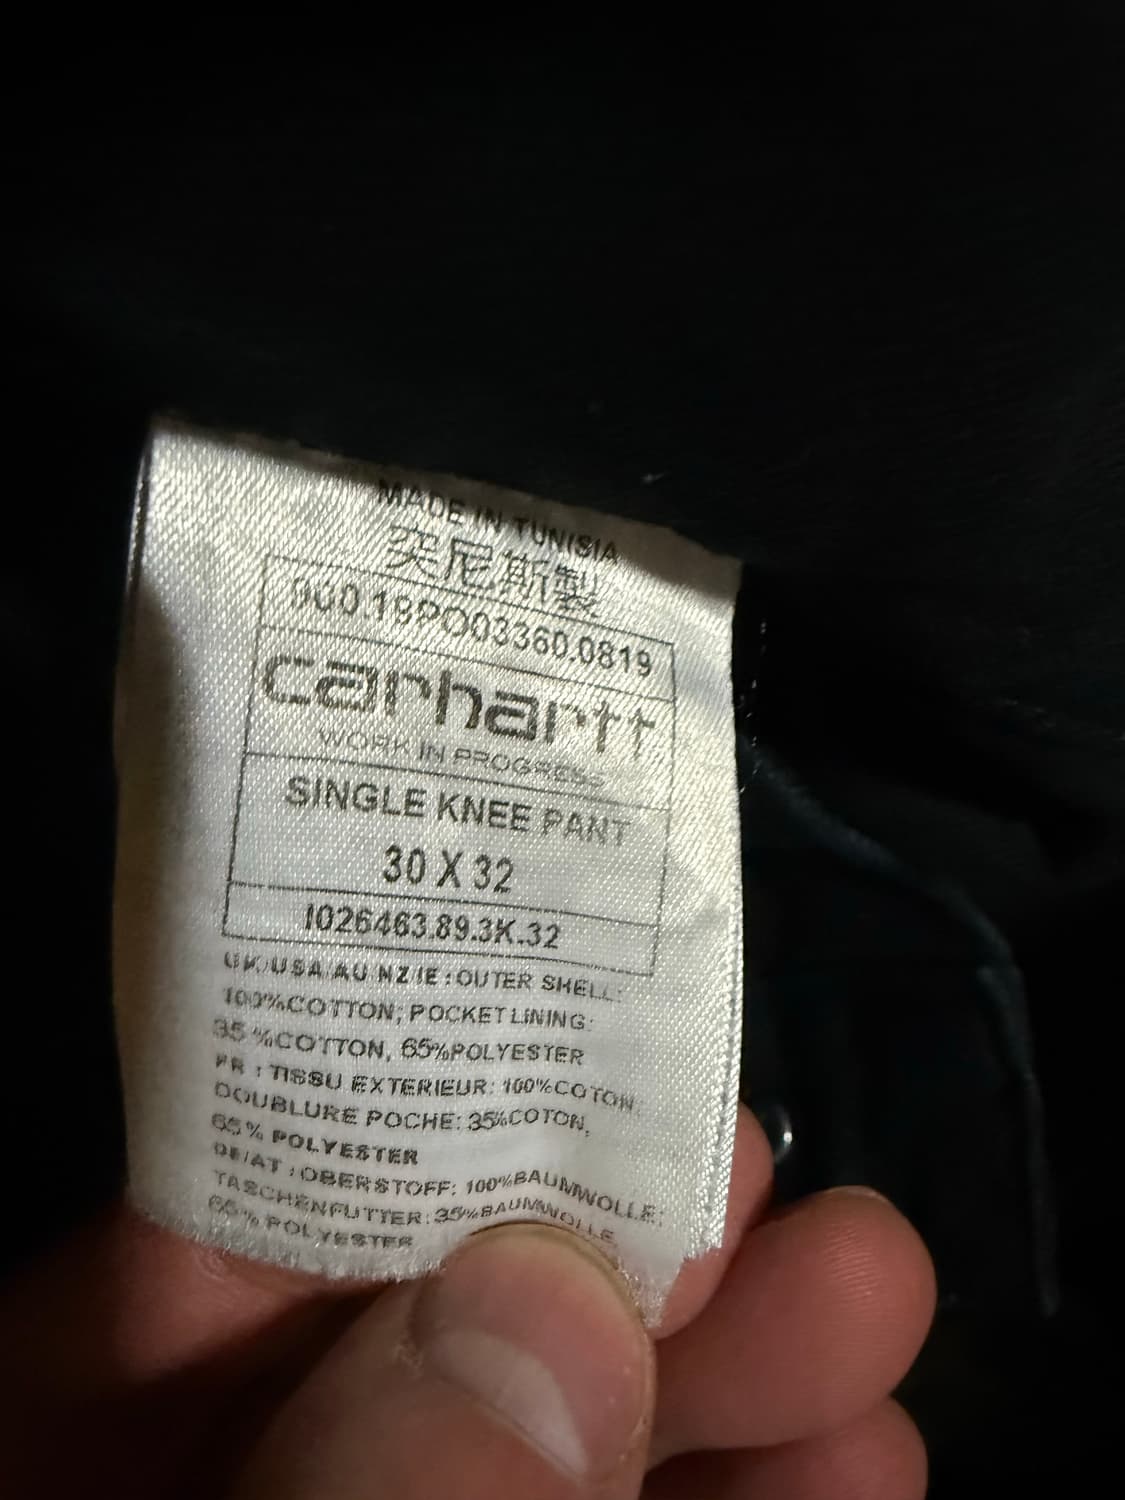 MADE IN TUNISIA
突尼斯製
900.18PO03360.0819
carhartt
WORK IN PROGRESS
SINGLE KNEE PANT
30 X 32
I026463.89.3K.32
UK/USA/AU/NZ/IE : OUTER SHELL:
100%COTTON; POCKET LINING:
35%COTTON, 65%POLYESTER
FR : TISSU EXTERIEUR: 100%COTON;
DOUBLURE POCHE: 35%COTON,
65% POLYESTER
DE/AT : OBERSTOFF: 100%BAUMWOLLE;
TASCHENFUTTER: 35%BAUMWOLLE
65% POLYESTER